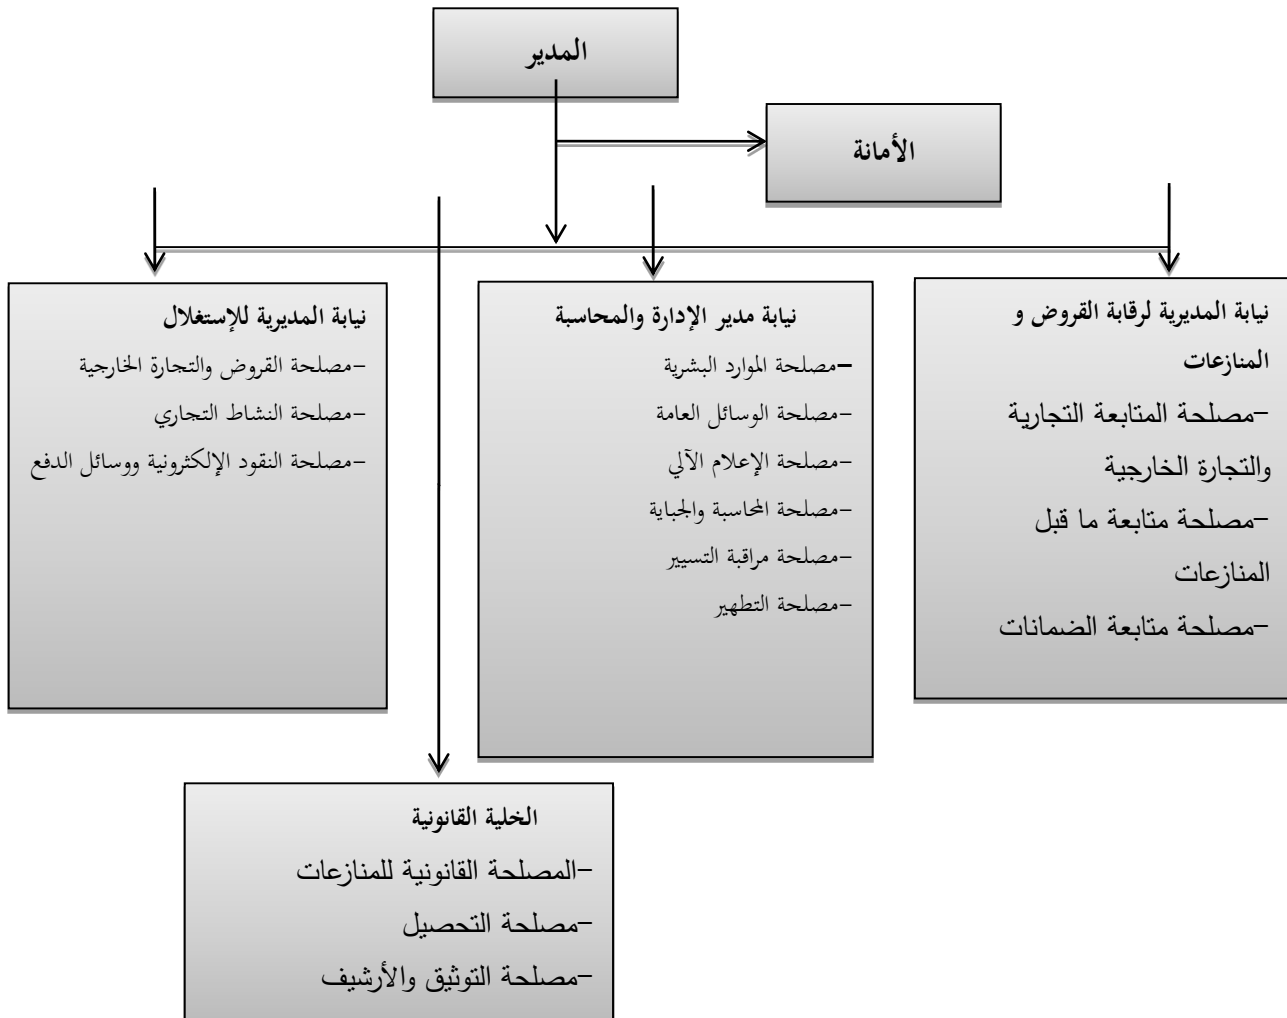 المدير
الأمانة
نيابة المديرية لرقابة القروض و
المنازعات
-مصلحة المتابعة التجارية
والتجارة الخارجية
-مصلحة متابعة ما قبل
المنازعات
-مصلحة متابعة الضمانات
نيابة مدير الإدارة والمحاسبة
-مصلحة الموارد البشرية
-مصلحة الوسائل العامة
-مصلحة الإعلام الآلي
-مصلحة المحاسبة والجباية
-مصلحة مراقبة التسيير
-مصلحة التطهير
نيابة المديرية للإستغلال
-مصلحة القروض والتجارة الخارجية
-مصلحة النشاط التجاري
-مصلحة النقود الإلكثرونية ووسائل الدفع
الخلية القانونية
-المصلحة القانونية للمنازعات
-مصلحة التحصيل
-مصلحة التوثيق والأرشيف